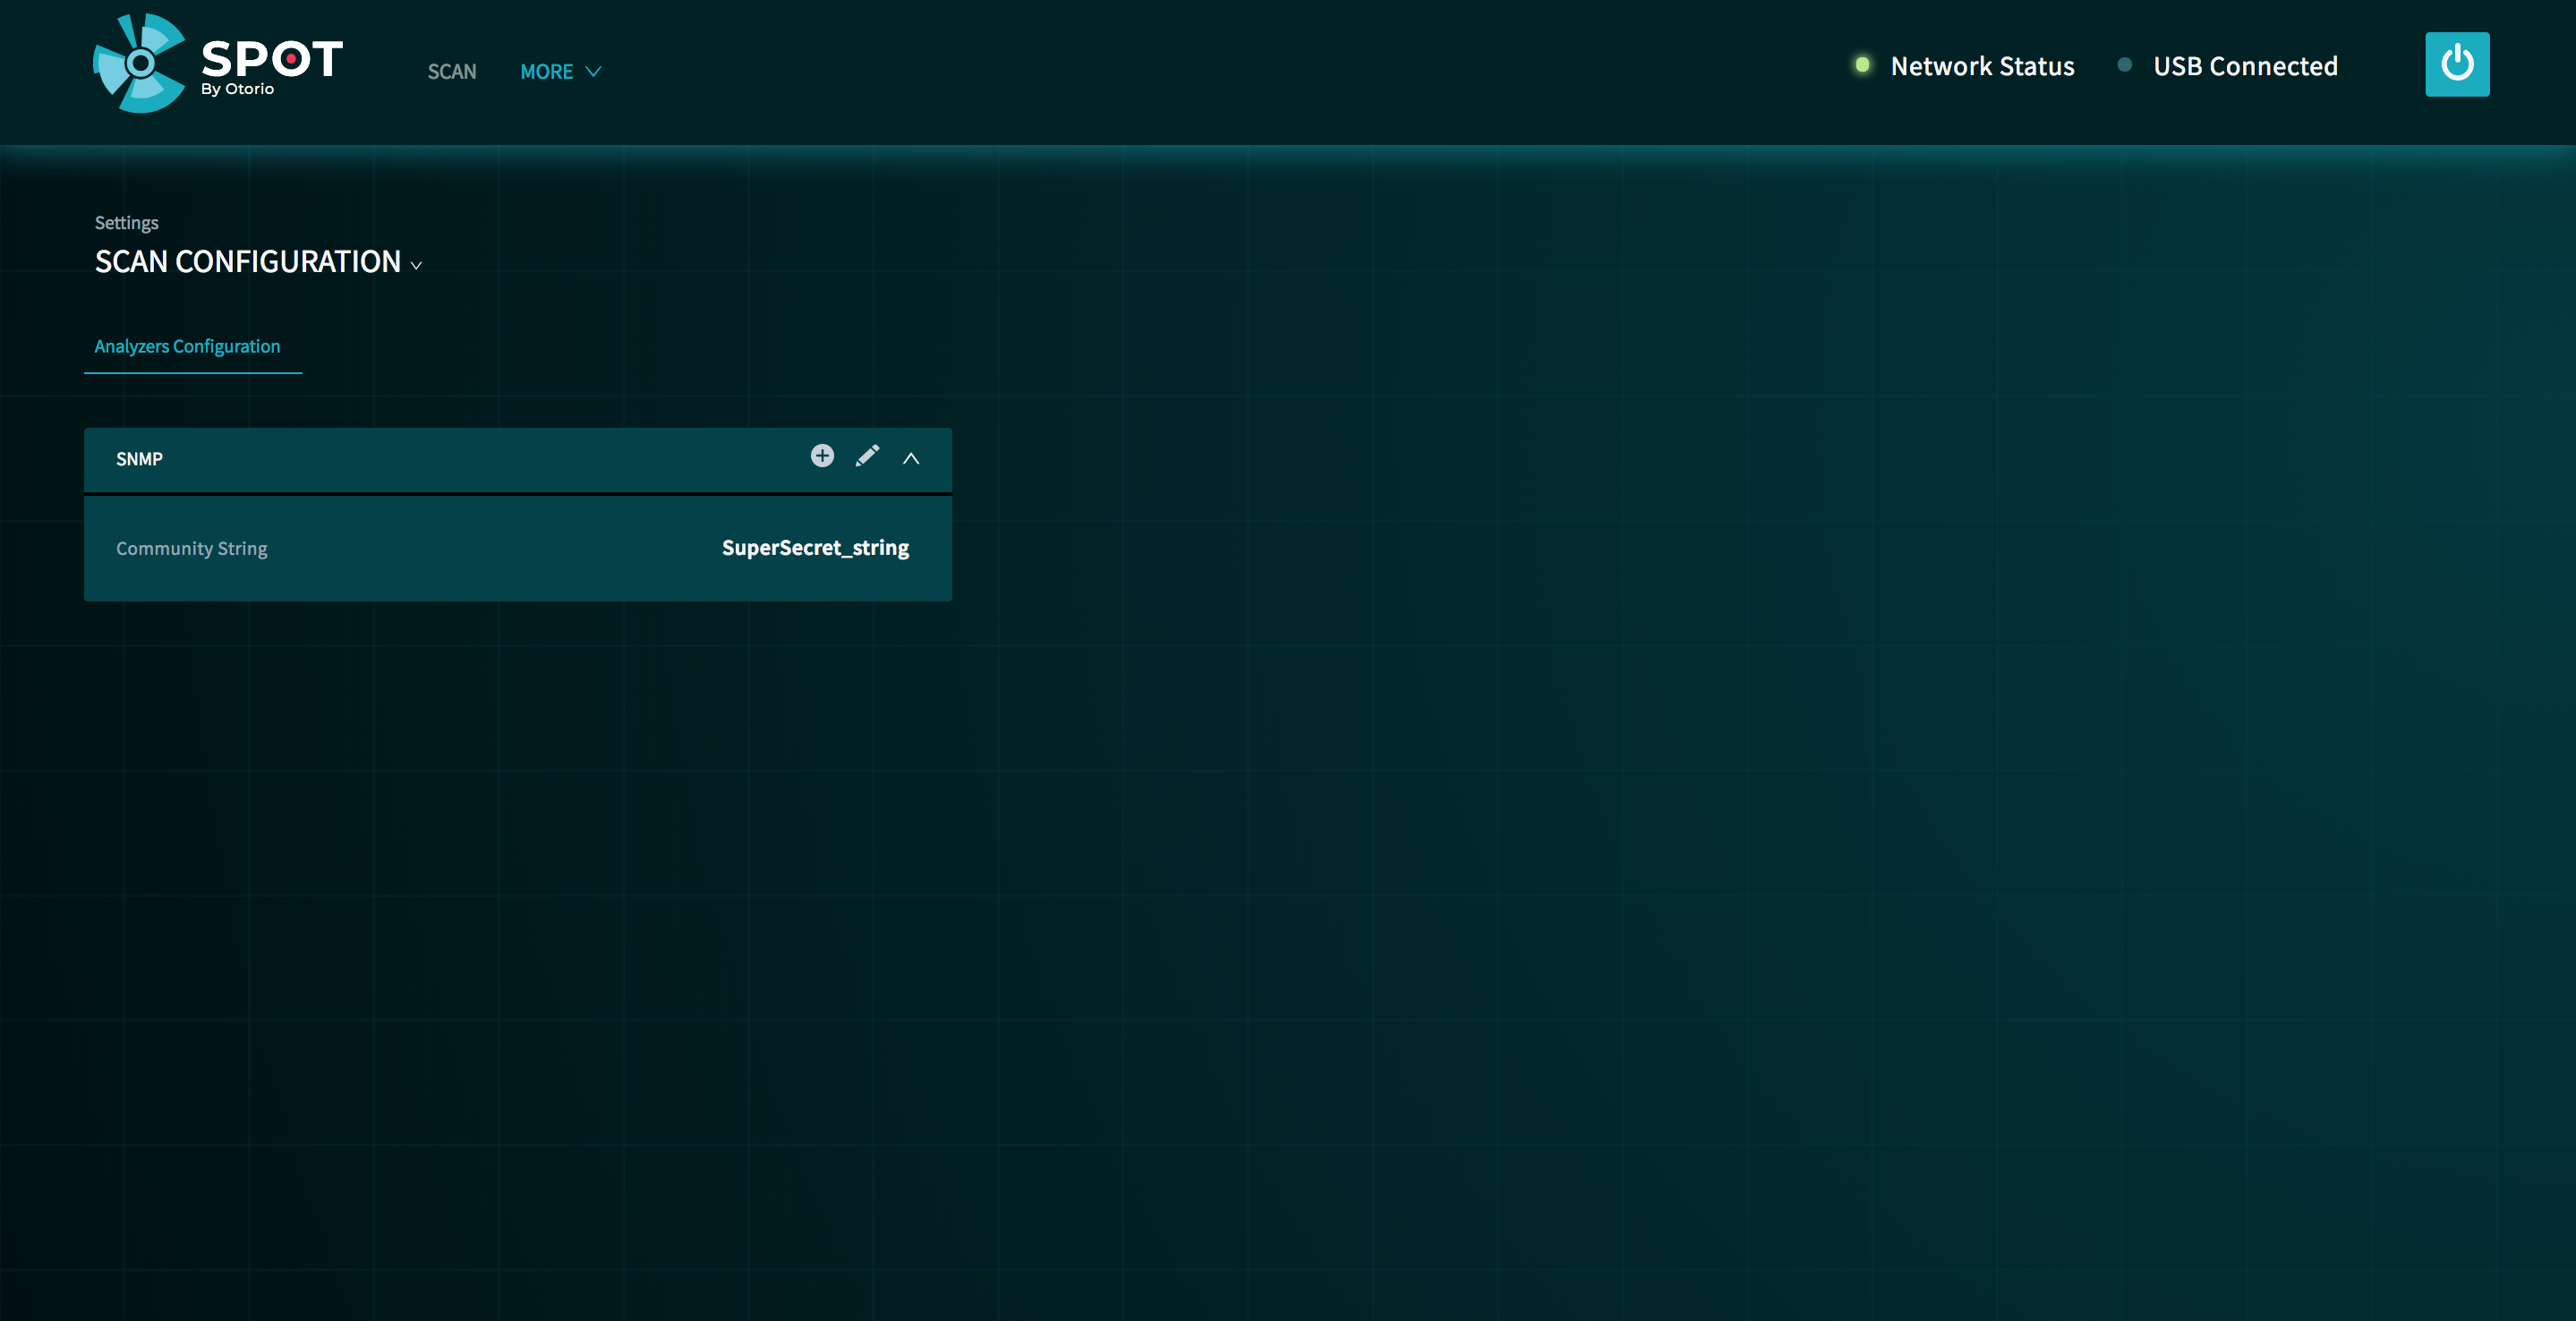 SPOT
By Otorio
SCAN MORE
Network Status USB Connected
Settings
SCAN CONFIGURATION
Analyzers Configuration
SNMP
Community String SuperSecret_string